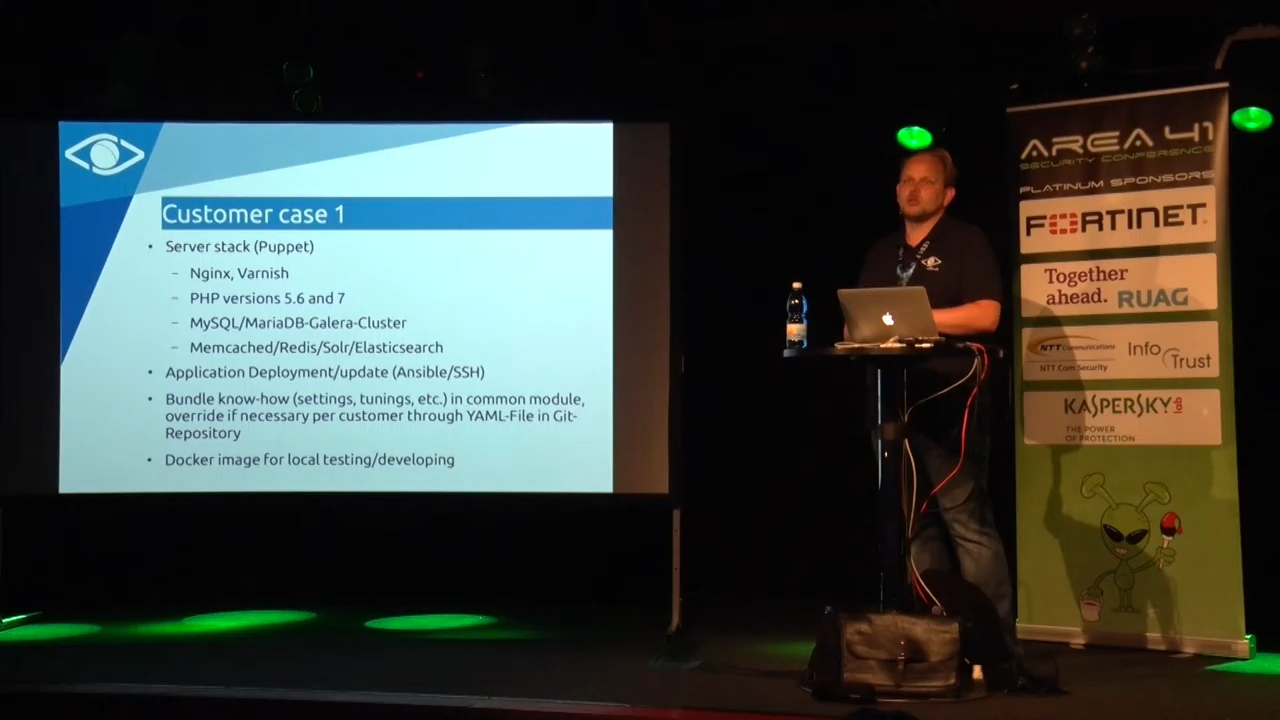 Customer case 1
• Server stack (Puppet)
– Nginx, Varnish
– PHP versions 5.6 and 7
– MySQL/MariaDB-Galera-Cluster
– Memcached/Redis/Solr/Elasticsearch
• Application Deployment/update (Ansible/SSH)
• Bundle know-how (settings, tunings, etc.) in common module,
override if necessary per customer through YAML-File in Git-
Repository
• Docker image for local testing/developing
AREA 41
SECURITY CONFERENCE
PLATINUM SPONSORS
FORTINET
Together
ahead. RUAG
NTT Communications
NTT Com Security
Info
Trust
KASPERSKY lab
THE POWER
OF PROTECTION